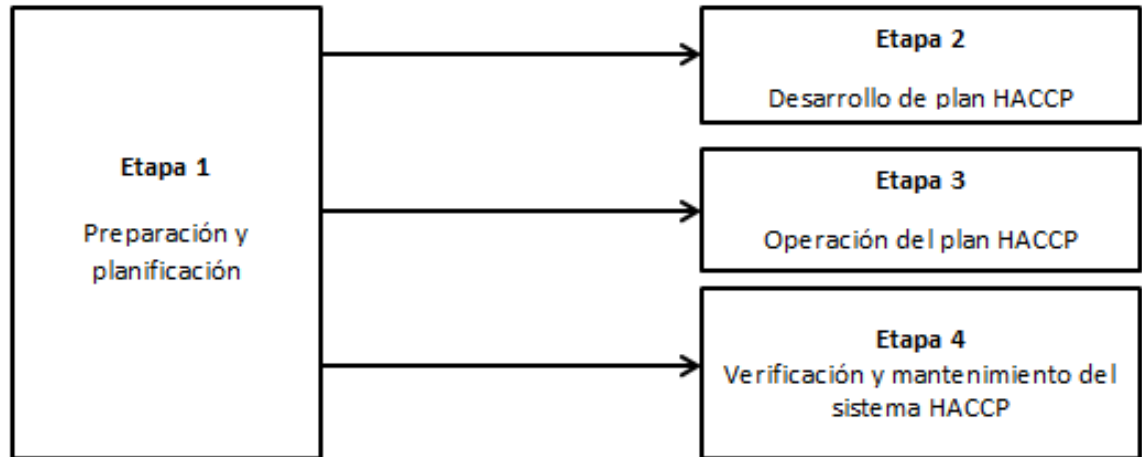 Etapa 1
Preparación y
planificación
Etapa 2
Desarrollo de plan HACCP
Etapa 3
Operación del plan HACCP
Etapa 4
Verificación y mantenimiento del
sistema HACCP